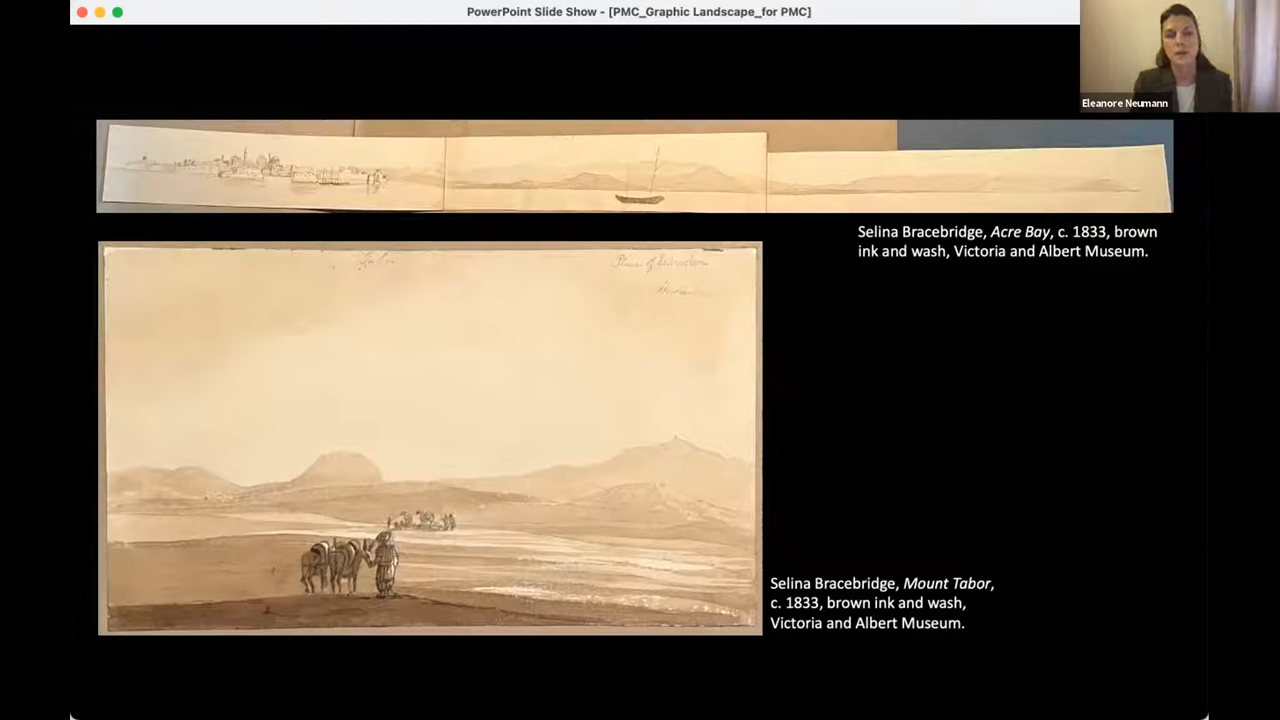 PowerPoint Slide Show - [PMC_Graphic Landscape_for PMC]
Eleanore Neumann
Selina Bracebridge, Acre Bay, c. 1833, brown
ink and wash, Victoria and Albert Museum.
Selina Bracebridge, Mount Tabor,
c. 1833, brown ink and wash,
Victoria and Albert Museum.